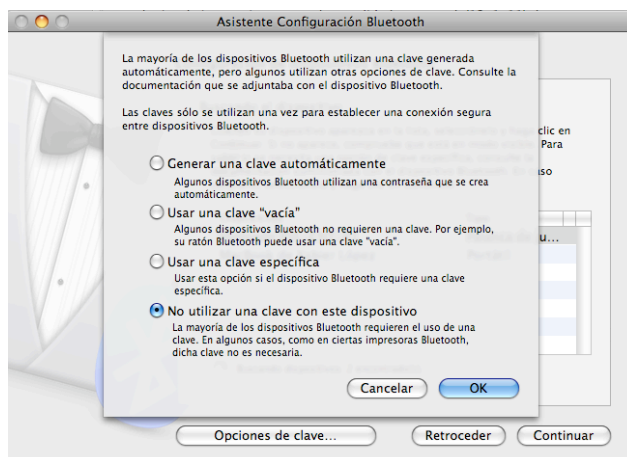 Asistente Configuración Bluetooth
La mayoría de los dispositivos Bluetooth utilizan una clave generada
automáticamente, pero algunos utilizan otras opciones de clave. Consulte la
documentación que se adjuntaba con el dispositivo Bluetooth.
Las claves sólo se utilizan una vez para establecer una conexión segura
entre dispositivos Bluetooth.
clic en
Para
Generar una clave automáticamente
Algunos dispositivos Bluetooth utilizan una contraseña que se crea
automáticamente.
Usar una clave “vacía”
Algunos dispositivos Bluetooth no requieren una clave. Por ejemplo,
su ratón Bluetooth puede usar una clave “vacía”.
Usar una clave específica
Usar esta opción si el dispositivo Bluetooth requiere una clave
específica.
No utilizar una clave con este dispositivo
La mayoría de los dispositivos Bluetooth requieren el uso de una
clave. En algunos casos, como en ciertas impresoras Bluetooth,
dicha clave no es necesaria.
Cancelar OK
Opciones de clave... Retroceder Continuar